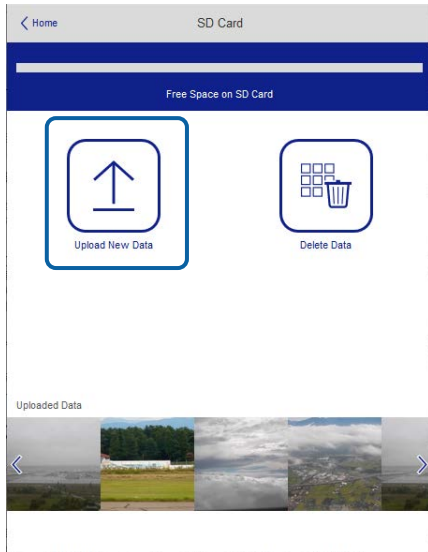 Home
SD Card
Free Space on SD Card
Upload New Data
Delete Data
Uploaded Data